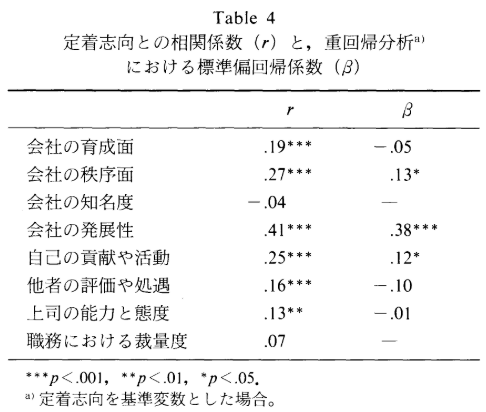 Table 4
定着志向との相関係数（r）と，重回帰分析a)
における標準偏回帰係数（β）
r β
会社の育成面 .19*** −.05
会社の秩序面 .27*** .13*
会社の知名度 −.04 —
会社の発展性 .41*** .38***
自己の貢献や活動 .25*** .12*
他者の評価や処遇 .16*** −.10
上司の能力と態度 .13** −.01
職務における裁量度 .07 —
***p<.001，**p<.01，*p<.05．
a) 定着志向を基準変数とした場合。